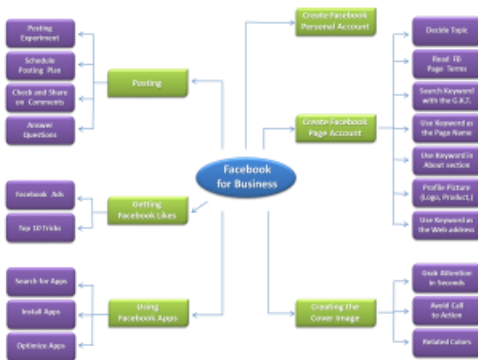 Facebook
for Business
Create Facebook
Personal Account
Create Facebook
Page Account
Decide Topic
Read FB
Page Terms
Search Keyword
with the G.K.T.
Use Keyword as
the Page Name
Use Keyword in
About section
Profile Picture
(Logo, Product,)
Use Keyword as
the Web address
Creating the
Cover Image
Grab Attention
in Seconds
Avoid Call
to Action
Related Colors
Posting
Posting
Experiment
Schedule
Posting Plan
Check and Share
on Comments
Answer
Questions
Getting
Facebook Likes
Facebook Ads
Top 10 Tricks
Using
Facebook Apps
Search for Apps
Install Apps
Optimize Apps